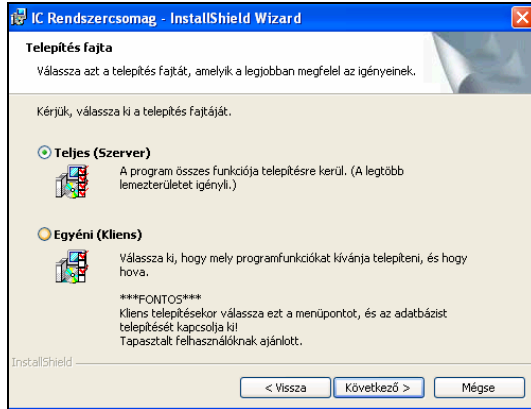 IC Rendszercsomag - InstallShield Wizard
Telepítés fajta
Válassza azt a telepítés fajtát, amelyik a legjobban megfelel az igényeinek.
Kérjük, válassza ki a telepítés fajtáját.
Teljes (Szerver)
A program összes funkciója telepítésre kerül. (A legtöbb
lemezterületet igényli.)
Egyéni (Kliens)
Válassza ki, hogy mely programfunkciókat kívánja telepíteni, és hogy
hova.
***FONTOS***
Kliens telepítésekor válassza ezt a menüpontot, és az adatbázist
telepítését kapcsolja ki!
Tapasztalt felhasználóknak ajánlott.
InstallShield
< Vissza
Következő >
Mégse